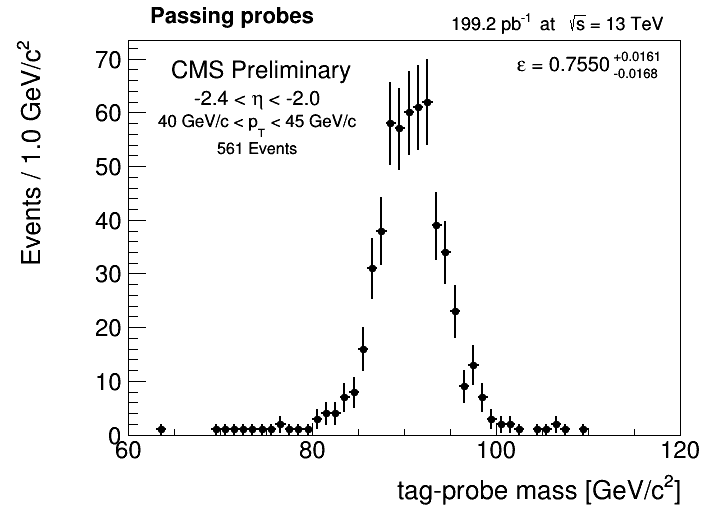 Passing probes
199.2 pb⁻¹ at √s = 13 TeV
CMS Preliminary
-2.4 < η < -2.0
40 GeV/c < p_T < 45 GeV/c
561 Events
ε = 0.7550 +0.0161 -0.0168
Events / 1.0 GeV/c²
70
60
50
40
30
20
10
0
60 80 100 120
tag-probe mass [GeV/c²]